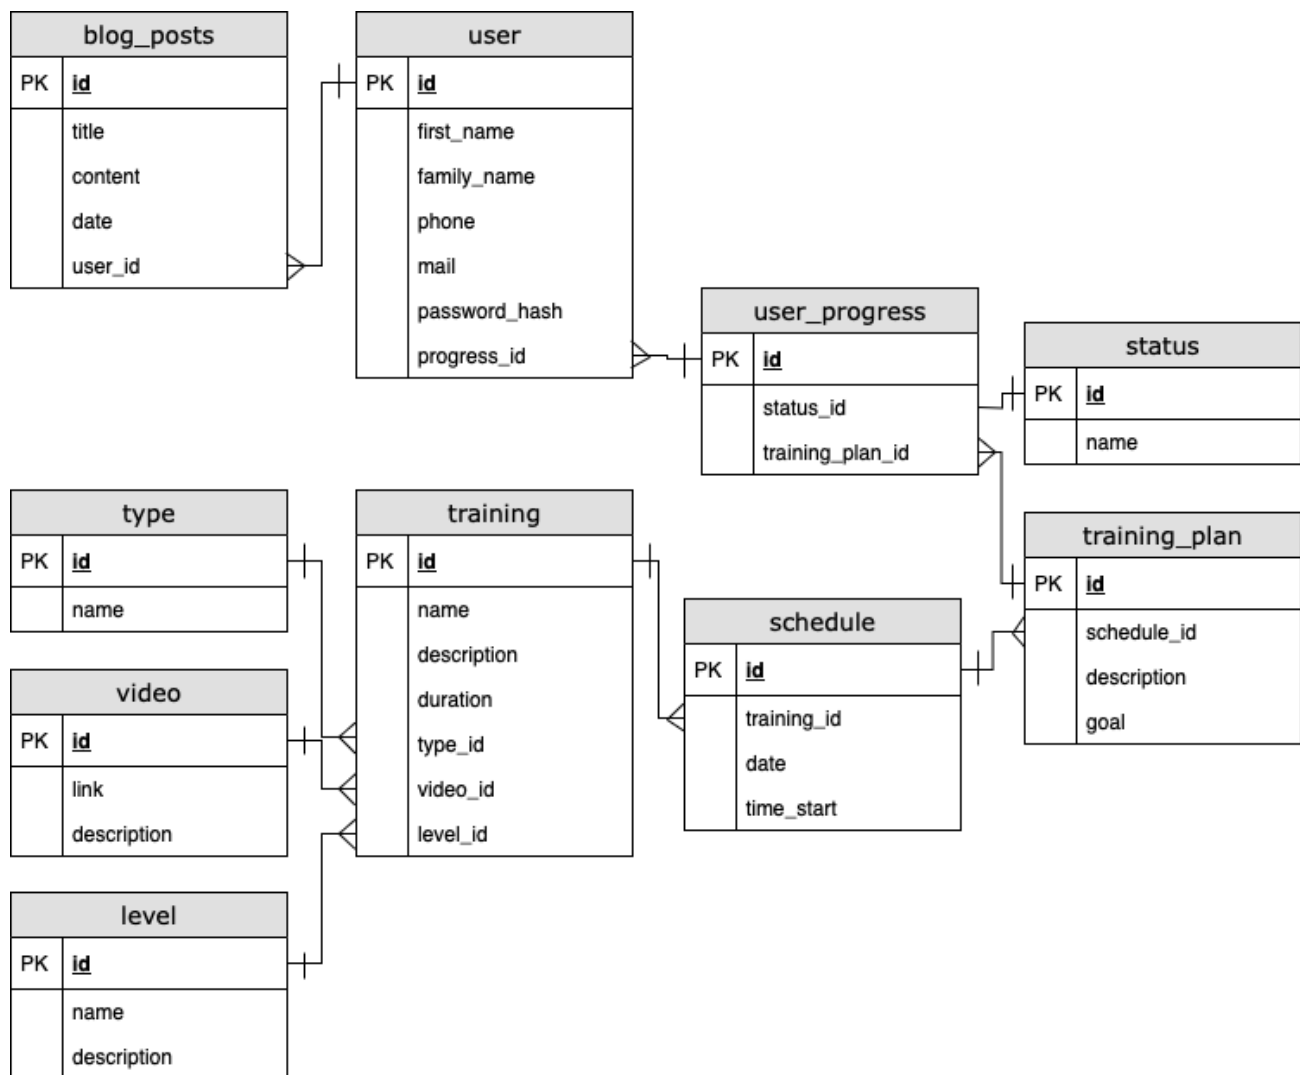 blog_posts
PK id
title
content
date
user_id
user
PK id
first_name
family_name
phone
mail
password_hash
progress_id
user_progress
PK id
status_id
training_plan_id
status
PK id
name
type
PK id
name
training
PK id
name
description
duration
type_id
video_id
level_id
training_plan
PK id
schedule_id
description
goal
schedule
PK id
training_id
date
time_start
video
PK id
link
description
level
PK id
name
description